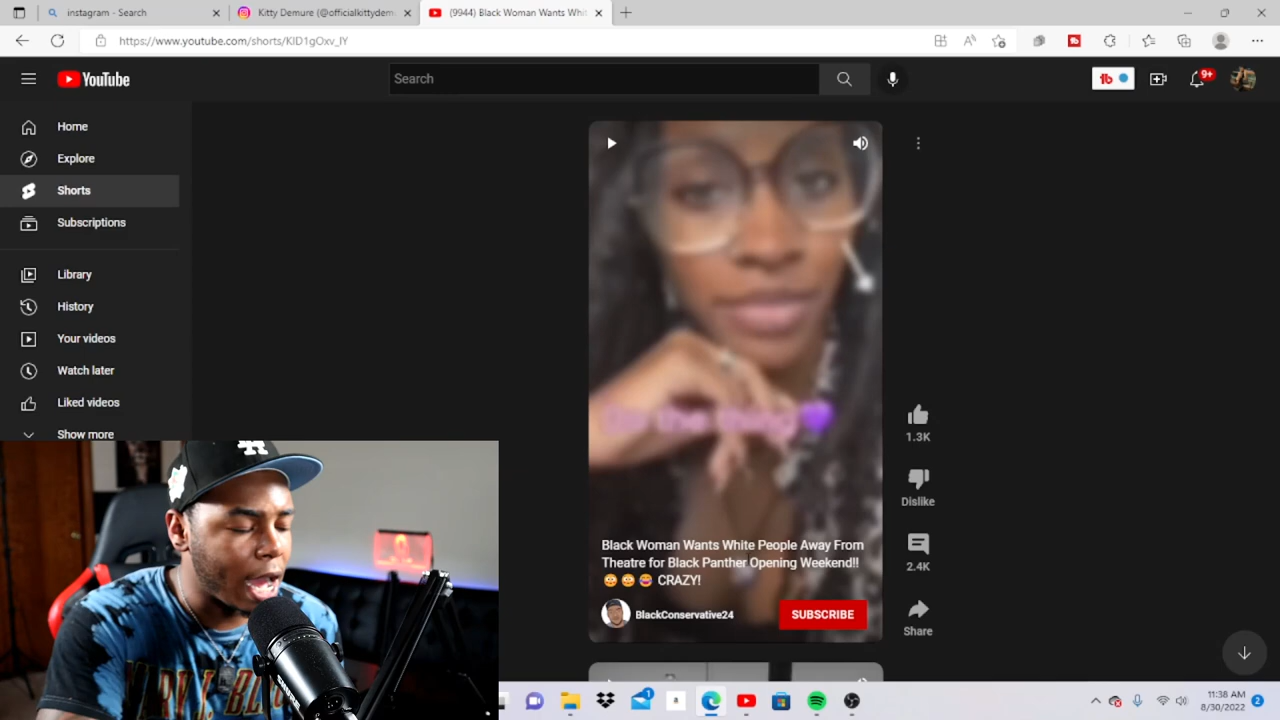 instagram - Search
Kitty Demure (@officialkittydem
(9944) Black Woman Wants Whit
https://www.youtube.com/shorts/KID1gOxv_lY
YouTube
Search
9+
Home
Explore
Shorts
Subscriptions
Library
History
Your videos
Watch later
Liked videos
Show more
1.3K
Dislike
2.4K
Share
Black Woman Wants White People Away From
Theatre for Black Panther Opening Weekend!!
CRAZY!
BlackConservative24
SUBSCRIBE
LA
11:38 AM
8/30/2022